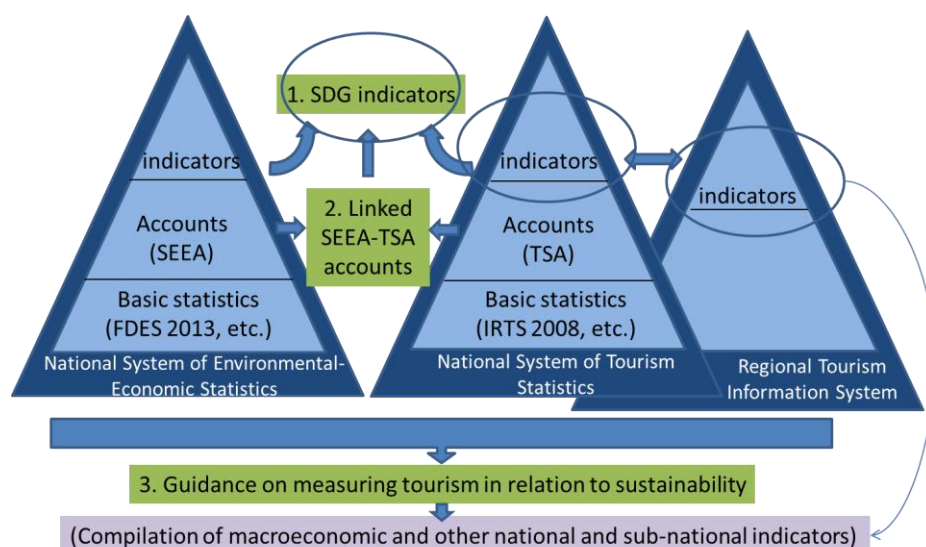 1. SDG indicators
indicators
Accounts
(SEEA)
Basic statistics
(FDES 2013, etc.)
National System of Environmental-
Economic Statistics
2. Linked
SEEA-TSA
accounts
indicators
Accounts
(TSA)
Basic statistics
(IRTS 2008, etc.)
National System of Tourism
Statistics
indicators
Regional Tourism
Information System
3. Guidance on measuring tourism in relation to sustainability
(Compilation of macroeconomic and other national and sub-national indicators)